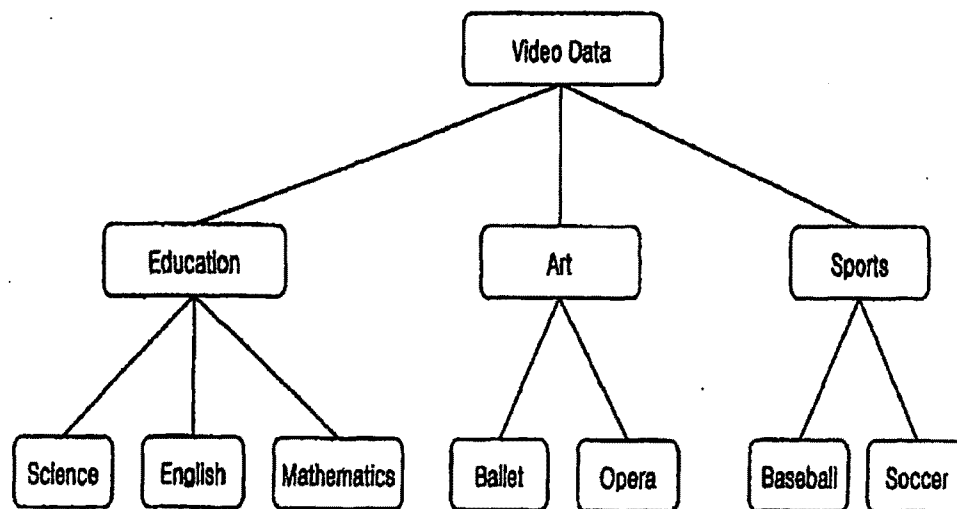 Video Data
Education
Art
Sports
Science
English
Mathematics
Ballet
Opera
Baseball
Soccer